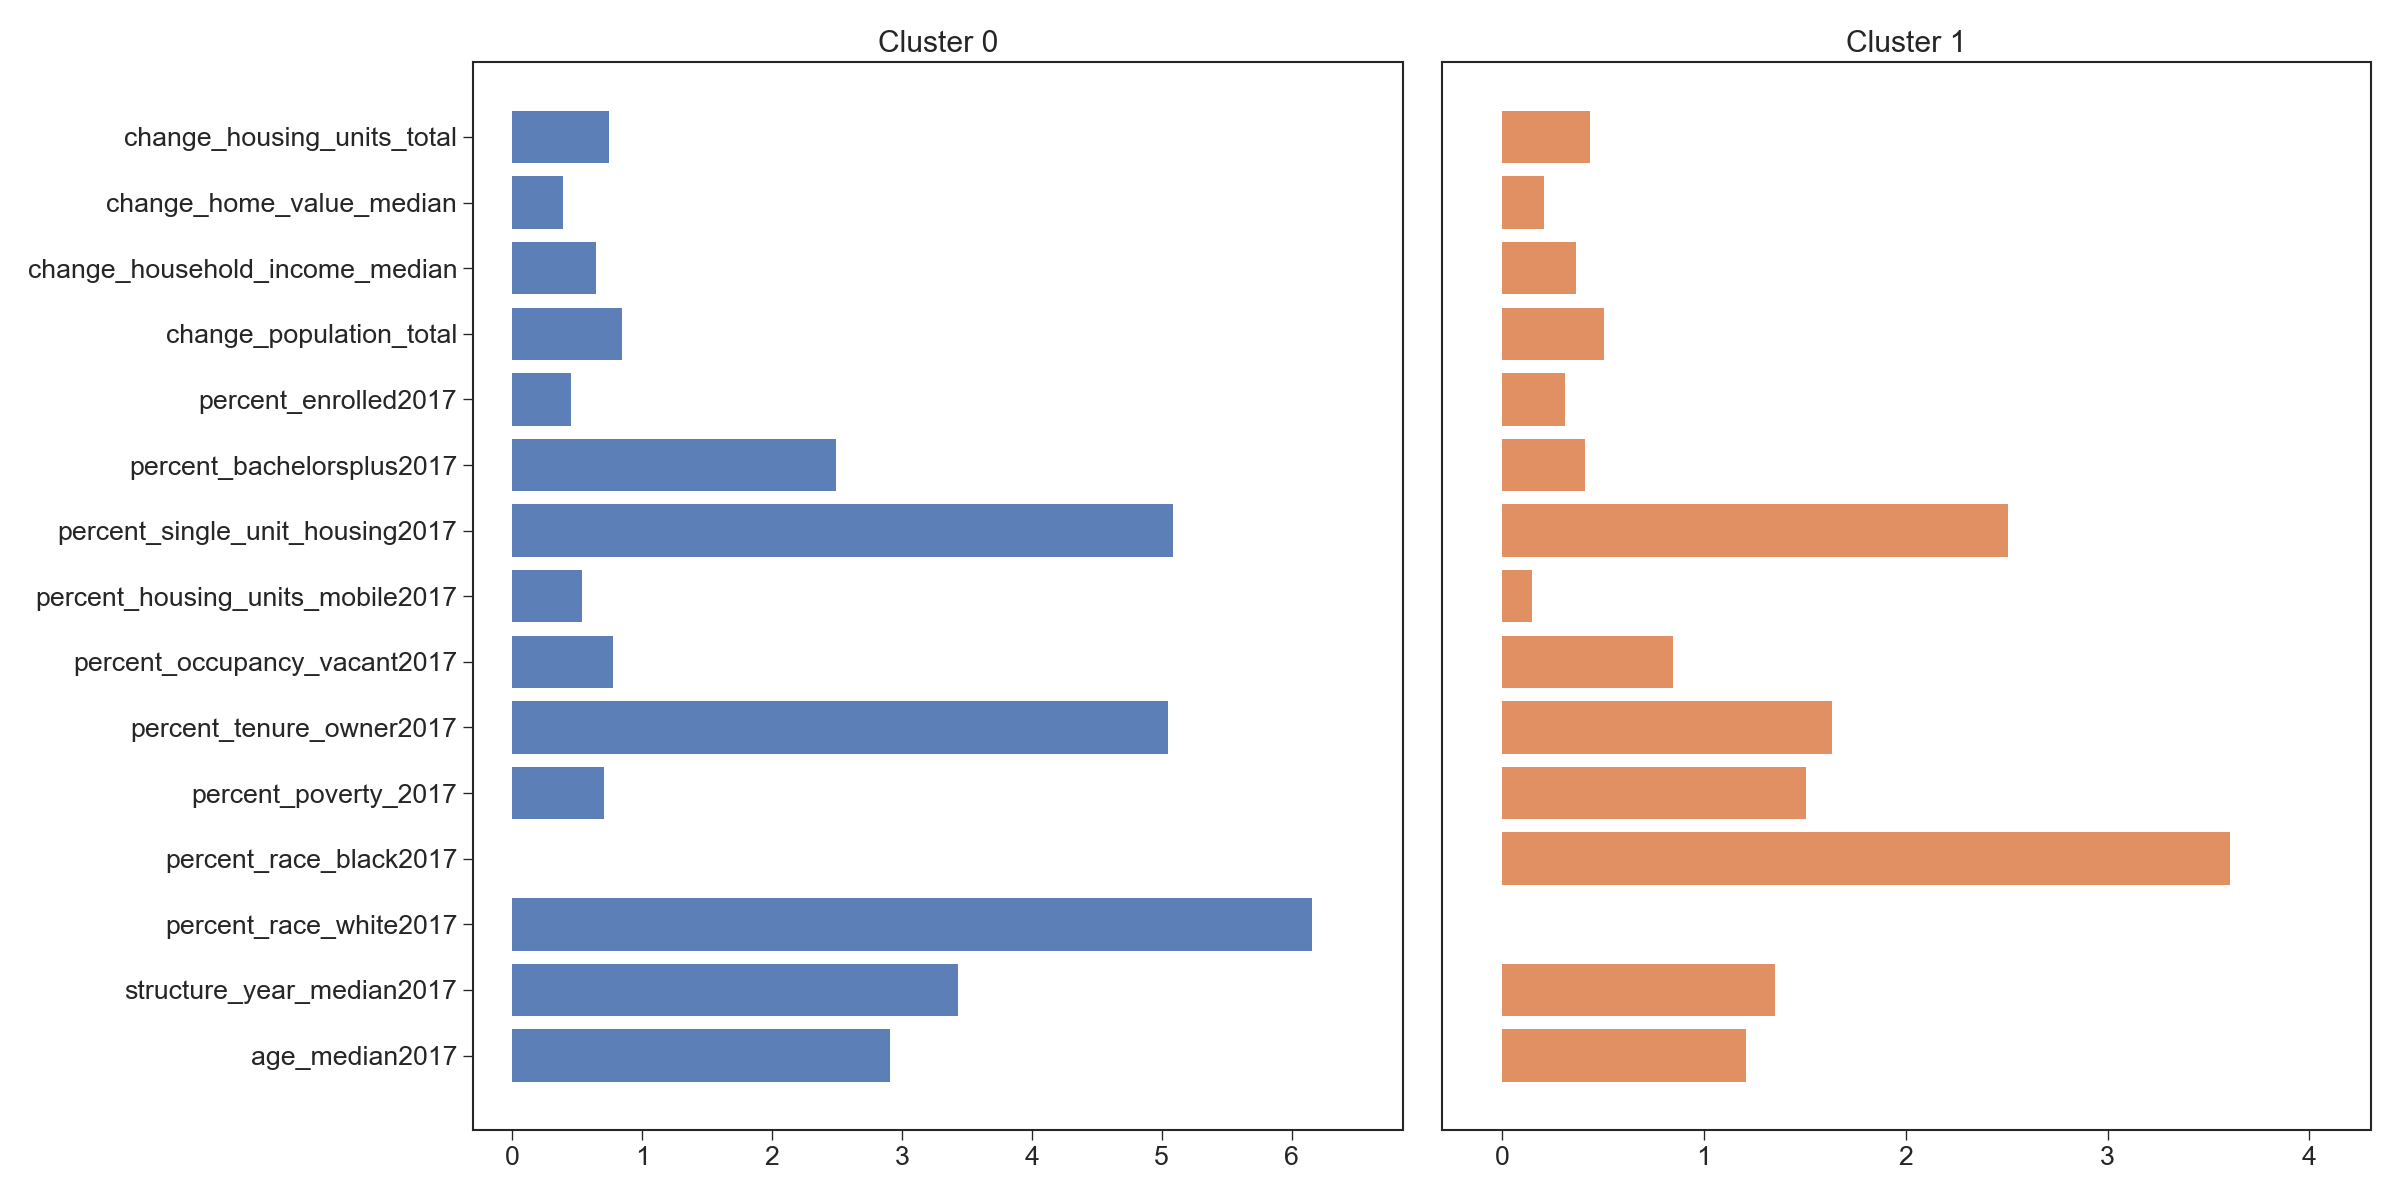 Cluster 0
Cluster 1
change_housing_units_total
change_home_value_median
change_household_income_median
change_population_total
percent_enrolled2017
percent_bachelorsplus2017
percent_single_unit_housing2017
percent_housing_units_mobile2017
percent_occupancy_vacant2017
percent_tenure_owner2017
percent_poverty_2017
percent_race_black2017
percent_race_white2017
structure_year_median2017
age_median2017
0 1 2 3 4 5 6
0 1 2 3 4